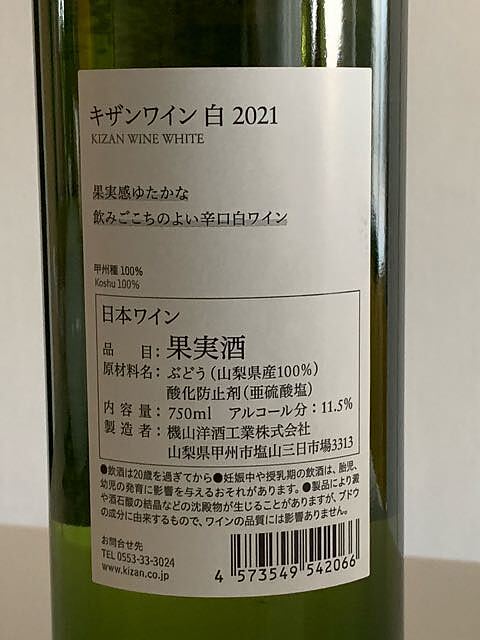 キザンワイン 白 2021
KIZAN WINE WHITE
果実感ゆたかな
飲みごこちのよい辛口白ワイン
甲州種 100%
Koshu 100%
日本ワイン
品 目：果実酒
原材料名：ぶどう（山梨県産100%）
酸化防止剤（亜硫酸塩）
内 容 量：750ml アルコール分：11.5%
製 造 者：機山洋酒工業株式会社
山梨県甲州市塩山三日市場3313
●飲酒は20歳を過ぎてから●妊娠中や授乳期の飲酒は、胎児、
幼児の発育に影響を与えるおそれがあります。●製品により澱
や酒石酸の結晶などの沈殿物が生じることがありますが、ブドウ
の成分に由来するもので、ワインの品質には影響ありません。
お問合せ先
TEL 0553-33-3024
www.kizan.co.jp
4 573549 542066